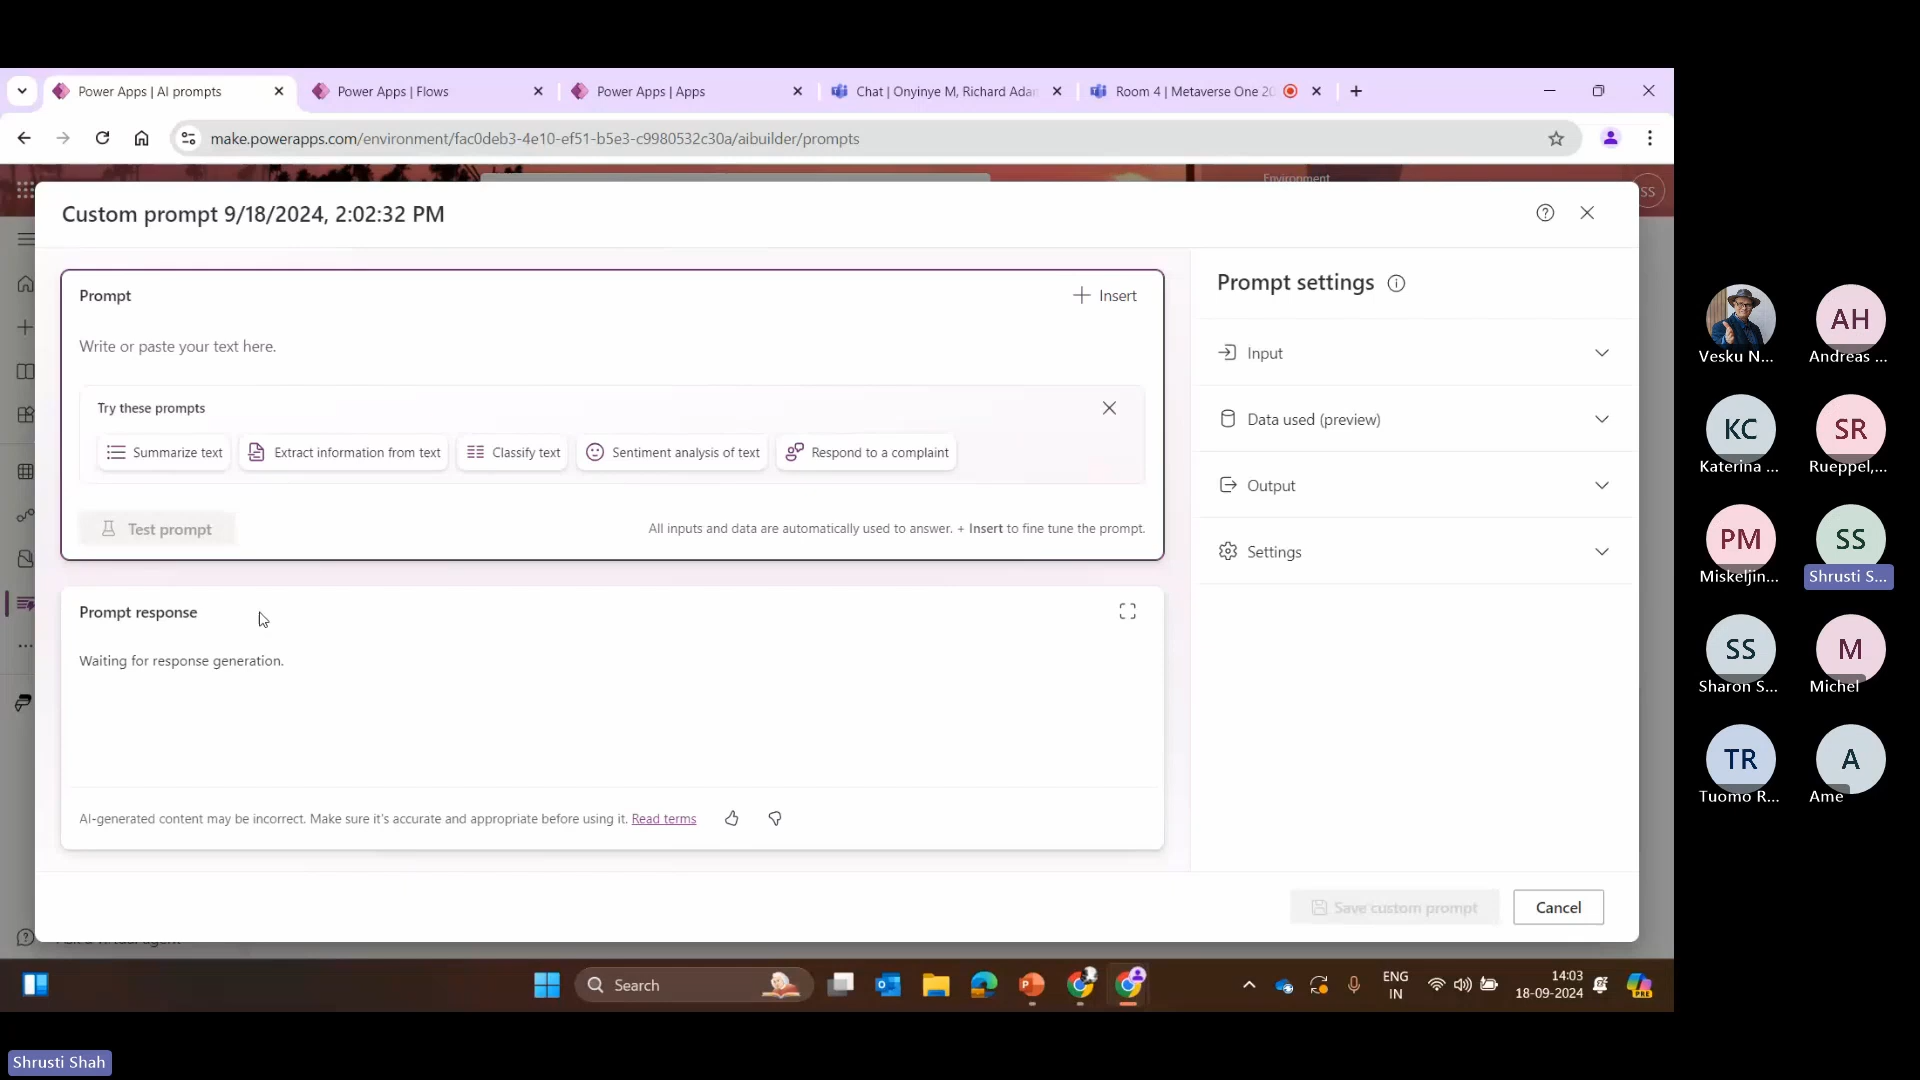 Power Apps | AI prompts
Power Apps | Flows
Power Apps | Apps
Chat | Onyinye M, Richard Ada
Room 4 | Metaverse One 20
make.powerapps.com/environment/fac0deb3-4e10-ef51-b5e3-c9980532c30a/aibuilder/prompts
Environment
SS
Custom prompt 9/18/2024, 2:02:32 PM
Prompt
Insert
Write or paste your text here.
Try these prompts
Summarize text
Extract information from text
Classify text
Sentiment analysis of text
Respond to a complaint
Test prompt
All inputs and data are automatically used to answer. + Insert to fine tune the prompt.
Prompt response
Waiting for response generation.
AI-generated content may be incorrect. Make sure it's accurate and appropriate before using it. Read terms
Prompt settings
Input
Data used (preview)
Output
Settings
Save custom prompt
Cancel
Search
ENG
IN
14:03
18-09-2024
PRE
Vesku N...
AH
Andreas ...
KC
Katerina ...
SR
Rueppel,...
PM
Miskeljin...
SS
Shrusti S...
SS
Sharon S...
M
Michel
TR
Tuomo R...
A
Ame
Shrusti Shah